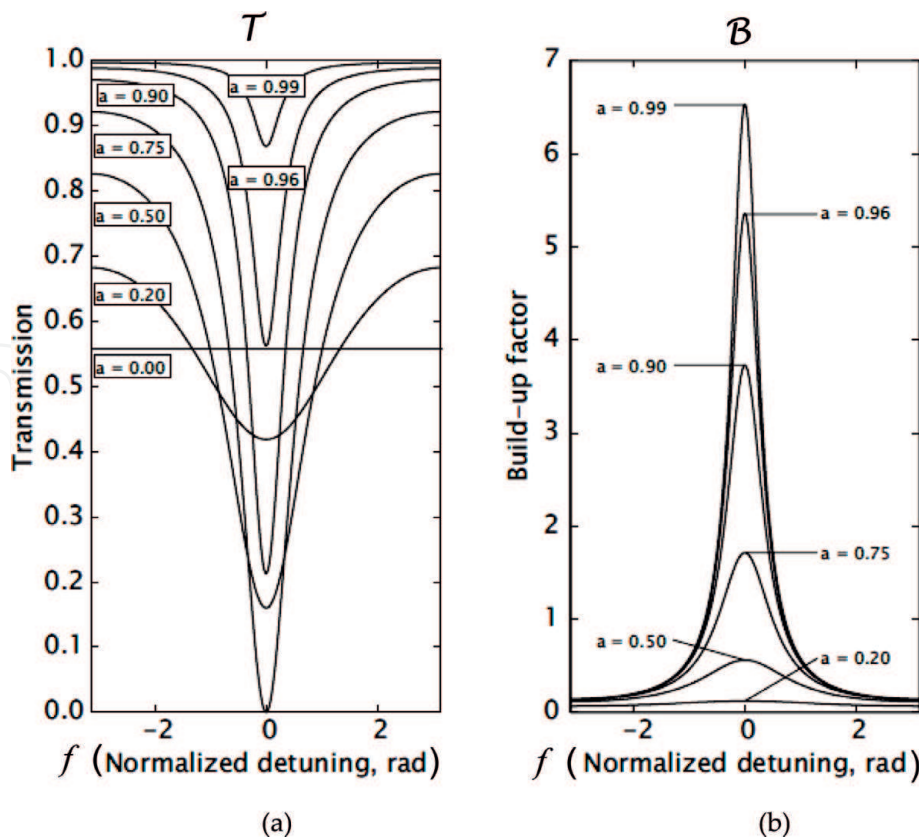 T
B
1.0
0.9
0.8
0.7
0.6
0.5
0.4
0.3
0.2
0.1
0.0
Transmission
a = 0.99
a = 0.90
a = 0.75
a = 0.96
a = 0.50
a = 0.20
a = 0.00
−2
0
2
f (Normalized detuning, rad)
(a)
7
6
5
4
3
2
1
0
Build-up factor
a = 0.99
a = 0.96
a = 0.90
a = 0.75
a = 0.50
a = 0.20
−2
0
2
f (Normalized detuning, rad)
(b)